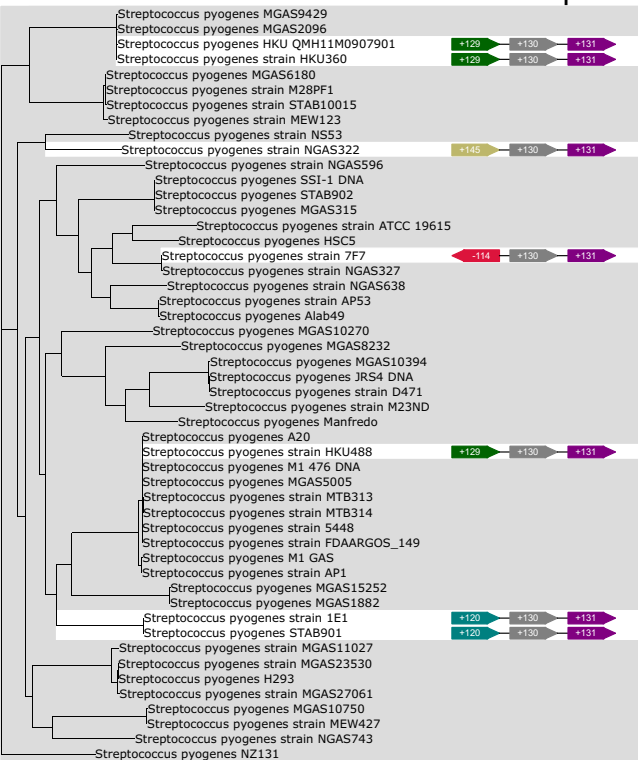 Streptococcus pyogenes MGAS9429
Streptococcus pyogenes MGAS2096
Streptococcus pyogenes HKU QMH11M0907901 +129 +130 +131
Streptococcus pyogenes strain HKU360 +129 +130 +131
Streptococcus pyogenes MGAS6180
Streptococcus pyogenes strain M28PF1
Streptococcus pyogenes strain STAB10015
Streptococcus pyogenes strain MEW123
Streptococcus pyogenes strain NS53
Streptococcus pyogenes strain NGAS322 +145 +130 +131
Streptococcus pyogenes strain NGAS596
Streptococcus pyogenes SSI-1 DNA
Streptococcus pyogenes STAB902
Streptococcus pyogenes MGAS315
Streptococcus pyogenes strain ATCC 19615
Streptococcus pyogenes HSC5
Streptococcus pyogenes strain 7F7 -114 +130 +131
Streptococcus pyogenes strain NGAS327
Streptococcus pyogenes strain NGAS638
Streptococcus pyogenes strain AP53
Streptococcus pyogenes Alab49
Streptococcus pyogenes MGAS10270
Streptococcus pyogenes MGAS8232
Streptococcus pyogenes MGAS10394
Streptococcus pyogenes JRS4 DNA
Streptococcus pyogenes strain D471
Streptococcus pyogenes strain M23ND
Streptococcus pyogenes Manfredo
Streptococcus pyogenes A20
Streptococcus pyogenes strain HKU488 +129 +130 +131
Streptococcus pyogenes M1 476 DNA
Streptococcus pyogenes MGAS5005
Streptococcus pyogenes strain MTB313
Streptococcus pyogenes strain MTB314
Streptococcus pyogenes strain 5448
Streptococcus pyogenes strain FDAARGOS_149
Streptococcus pyogenes M1 GAS
Streptococcus pyogenes strain AP1
Streptococcus pyogenes MGAS15252
Streptococcus pyogenes MGAS1882
Streptococcus pyogenes strain 1E1 +120 +130 +131
Streptococcus pyogenes STAB901 +120 +130 +131
Streptococcus pyogenes strain MGAS11027
Streptococcus pyogenes strain MGAS23530
Streptococcus pyogenes H293
Streptococcus pyogenes strain MGAS27061
Streptococcus pyogenes MGAS10750
Streptococcus pyogenes strain MEW427
Streptococcus pyogenes strain NGAS743
Streptococcus pyogenes NZ131